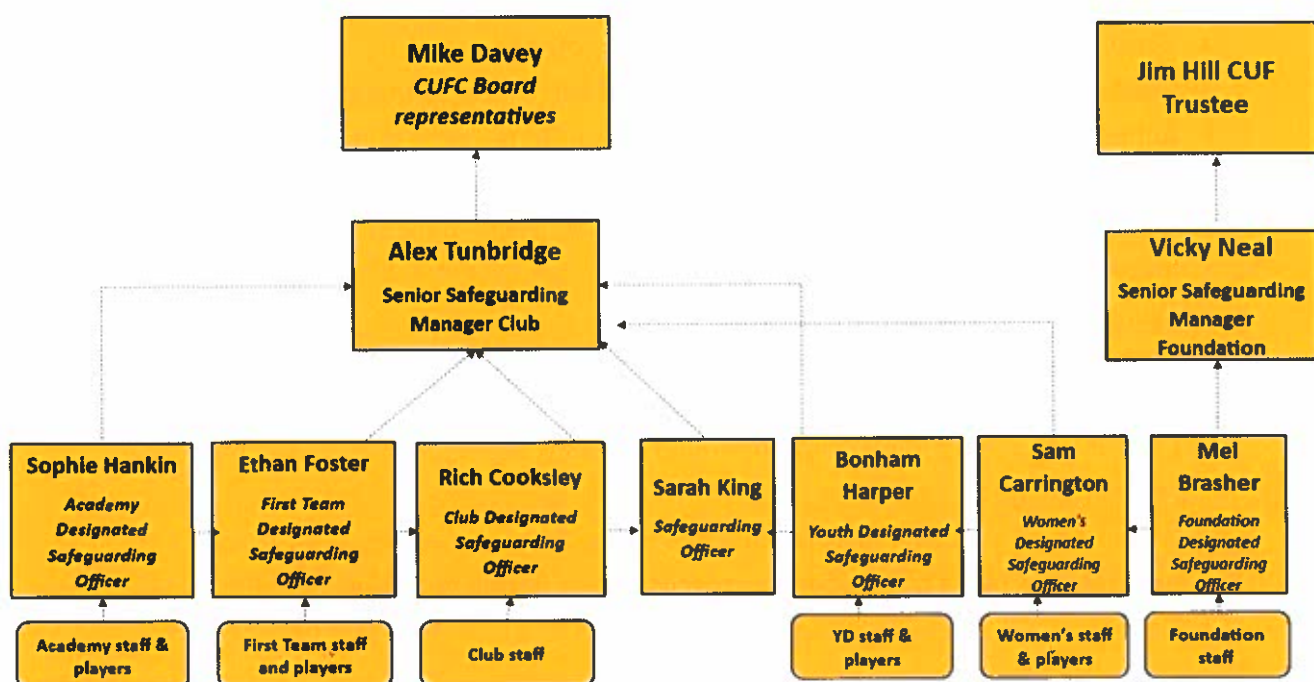 Mike Davey
CUFC Board
representatives
Jim Hill CUF
Trustee
Alex Tunbridge
Senior Safeguarding
Manager Club
Vicky Neal
Senior Safeguarding
Manager
Foundation
Sophie Hankin
Academy
Designated
Safeguarding
Officer
Ethan Foster
First Team
Designated
Safeguarding
Officer
Rich Cooksley
Club Designated
Safeguarding
Officer
Sarah King
Safeguarding
Officer
Bonham
Harper
Youth Designated
Safeguarding
Officer
Sam
Carrington
Women's
Designated
Safeguarding
Officer
Mel
Brasher
Foundation
Designated
Safeguarding
Officer
Academy staff &
players
First Team staff
and players
Club staff
YD staff &
players
Women's staff
& players
Foundation
staff